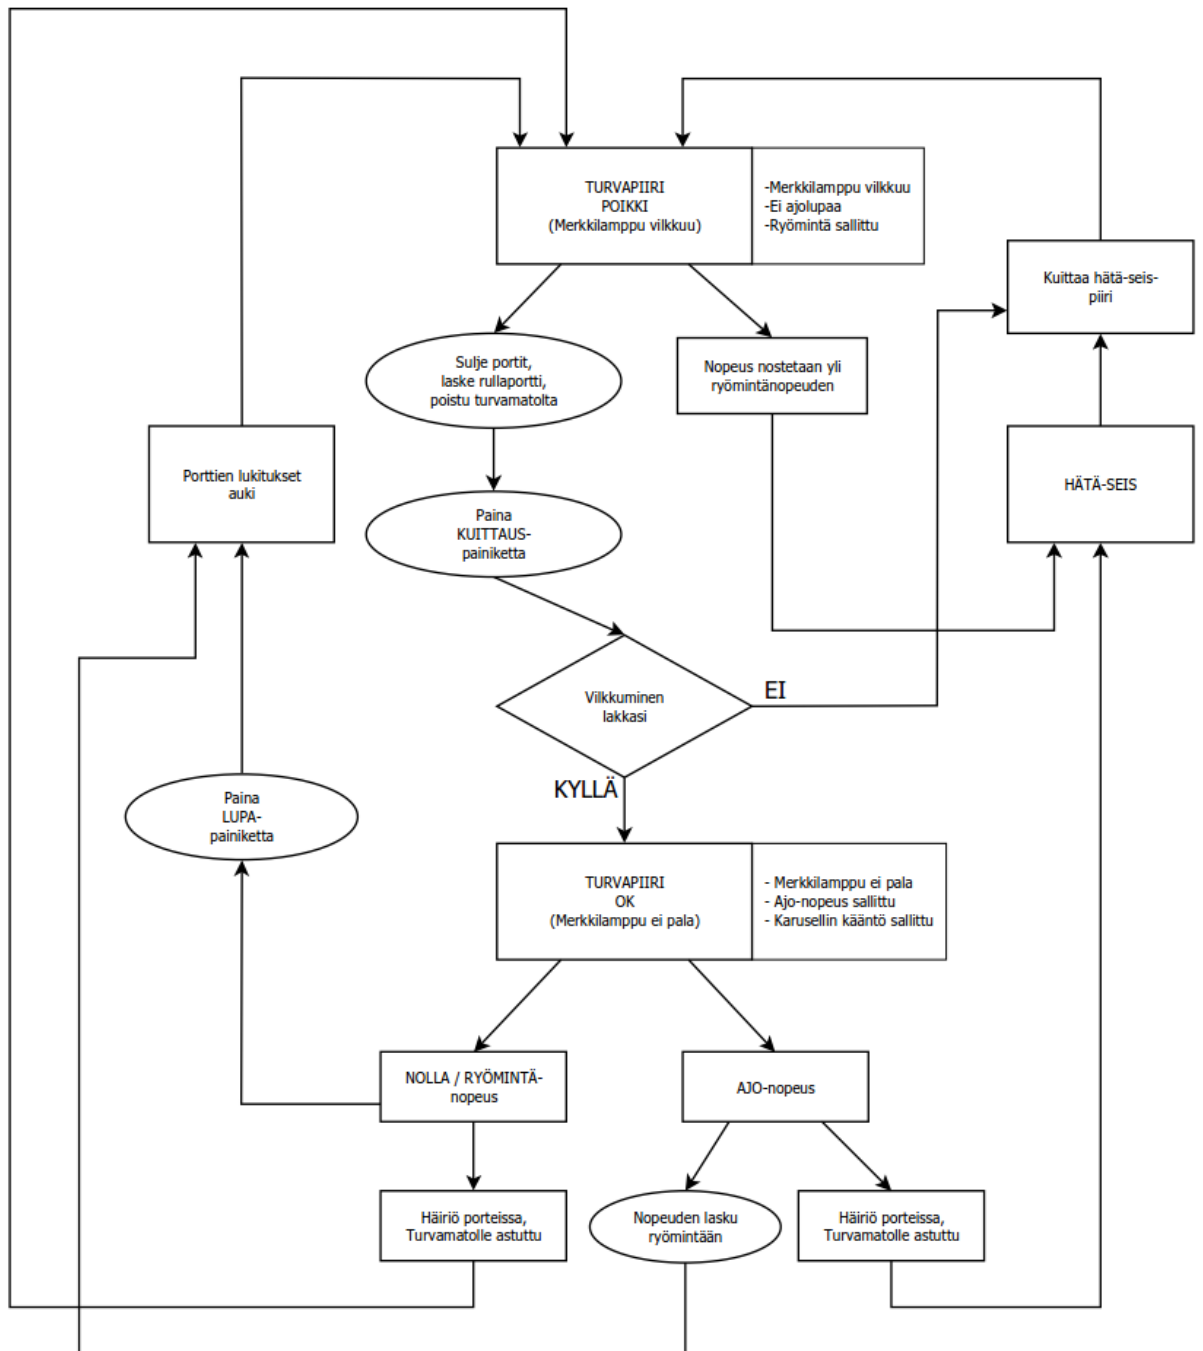 TURVAPIIRI
POIKKI
(Merkkilamppu vilkkuu)
-Merkkilamppu vilkkuu
-Ei ajolupaa
-Ryömintä sallittu
Kuittaa hätä-seis-
piiri
Sulje portit,
laske rullaportti,
poistu turvamatolta
Nopeus nostetaan yli
ryömintänopeuden
Porttien lukitukset
auki
HÄTÄ-SEIS
Paina
KUITTAUS-
painiketta
Vilkkuminen
lakkasi
EI
KYLLÄ
Paina
LUPA-
painiketta
TURVAPIIRI
OK
(Merkkilamppu ei pala)
- Merkkilamppu ei pala
- Ajo-nopeus sallittu
- Karusellin kääntö sallittu
NOLLA / RYÖMINTÄ-
nopeus
AJO-nopeus
Häiriö porteissa,
Turvamatolle astuttu
Nopeuden lasku
ryömintään
Häiriö porteissa,
Turvamatolle astuttu